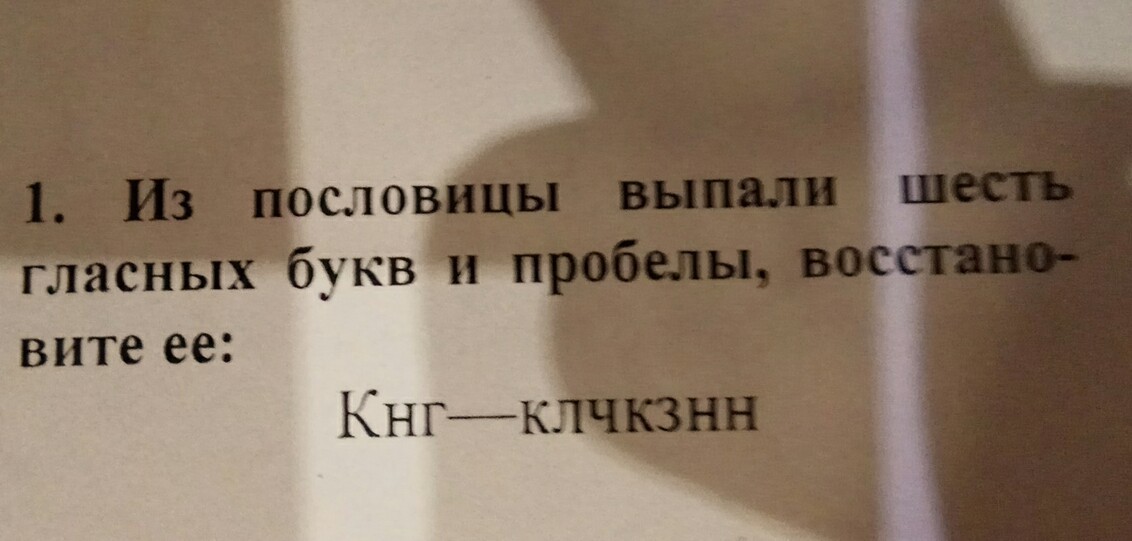 1. Из пословицы выпали шесть
гласных букв и пробелы, восстано-
вите ее:
Кнг—клчкзнн